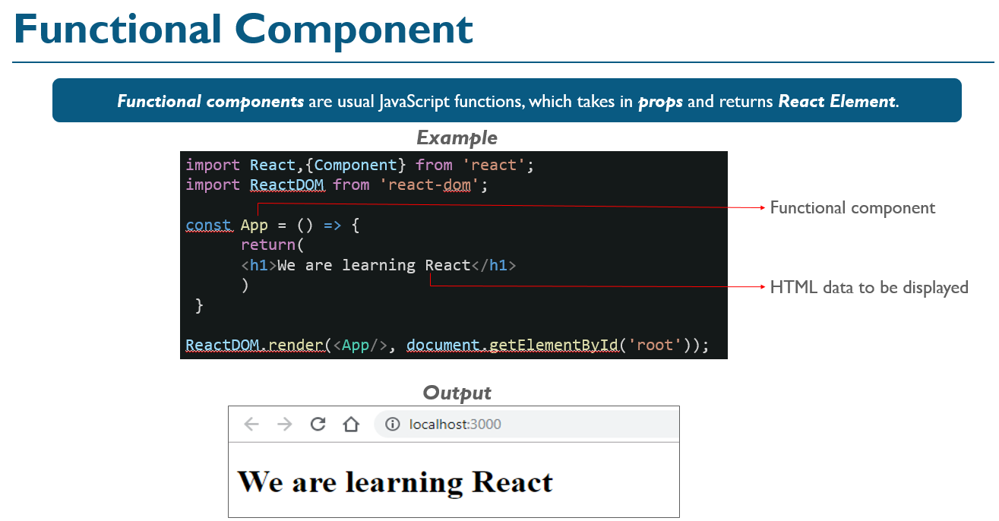 Functional Component
Functional components are usual JavaScript functions, which takes in props and returns React Element.
Example
import React,{Component} from 'react';
import ReactDOM from 'react-dom';
const App = () => {
return(
<h1>We are learning React</h1>
)
}
ReactDOM.render(<App/>, document.getElementById('root'));
Functional component
HTML data to be displayed
Output
localhost:3000
We are learning React